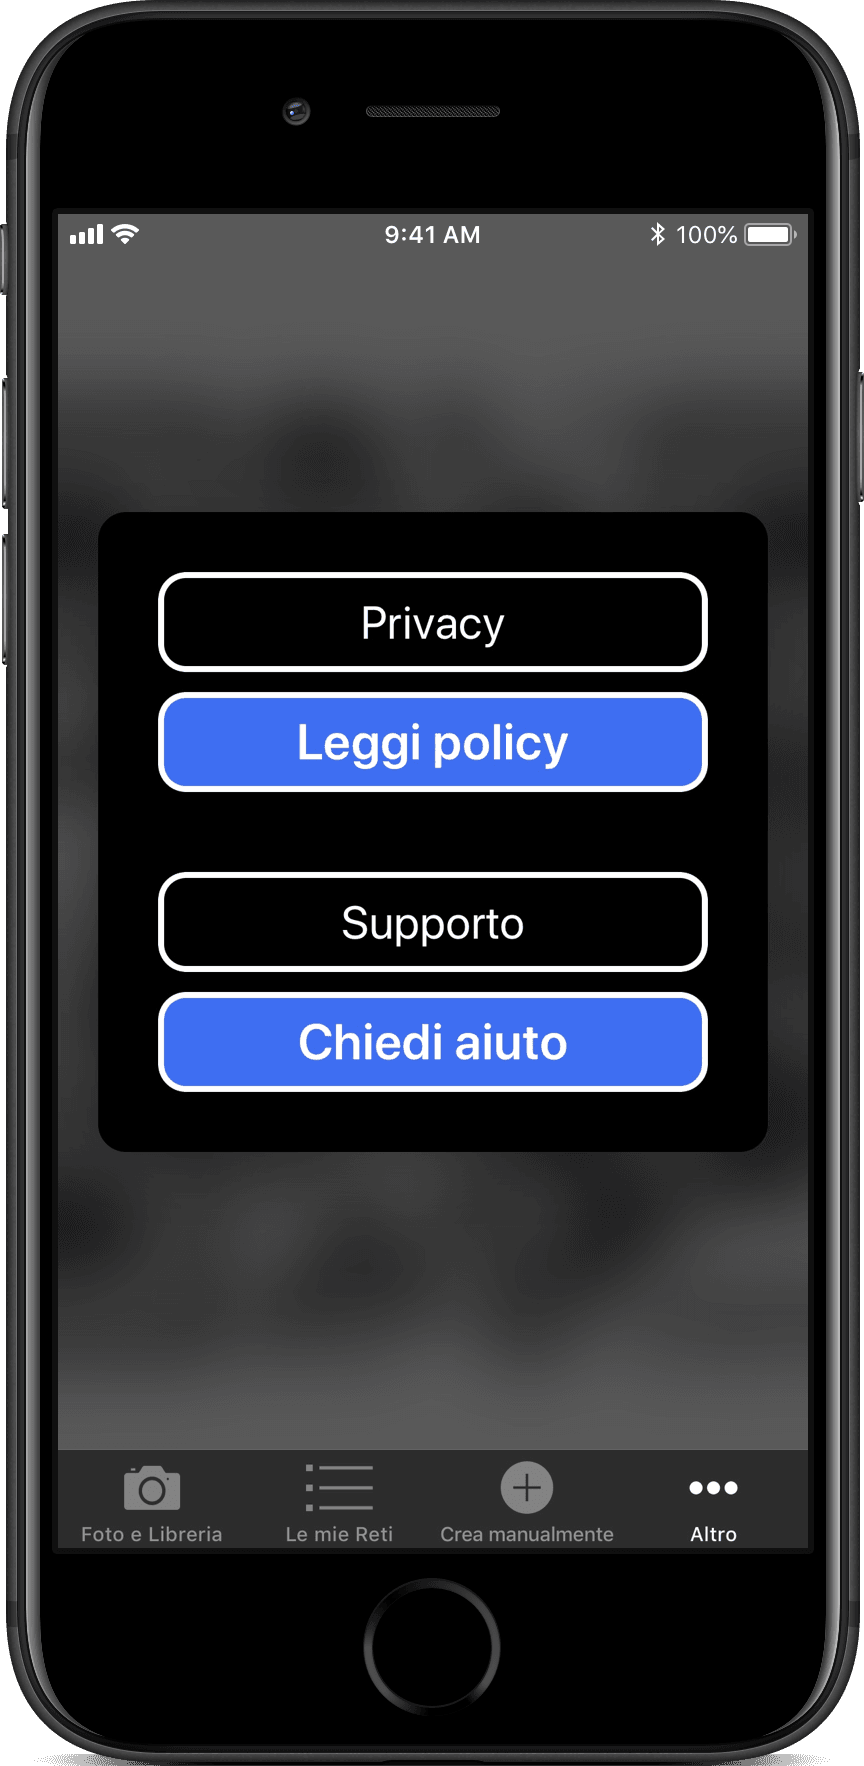 9:41 AM
100%
Privacy
Leggi policy
Supporto
Chiedi aiuto
Foto e Libreria
Le mie Reti
Crea manualmente
Altro